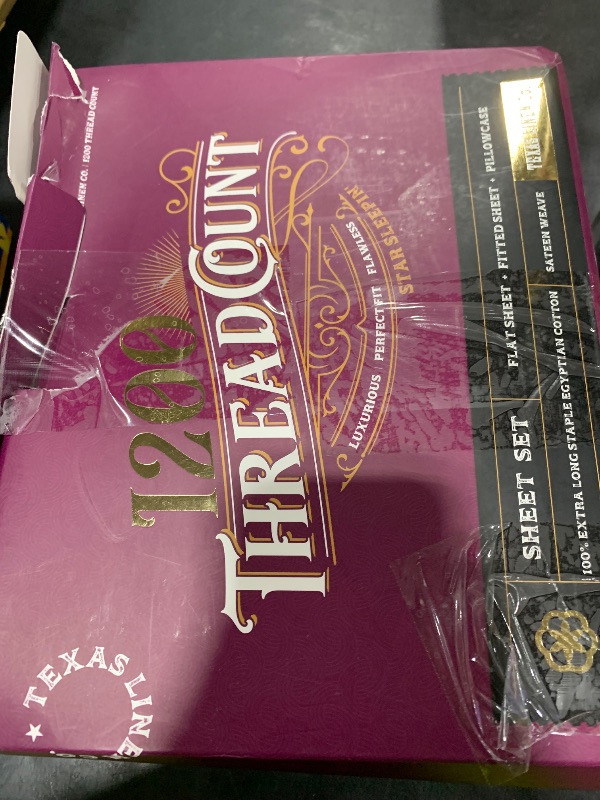 NEN CO. | 1200 THREAD COUNT
1200
THREAD COUNT
LUXURIOUS PERFECT FIT FLAWLESS
STAR SLEEPIN'
SHEET SET
FLAT SHEET + FITTED SHEET + PILLOWCASE
100% EXTRA LONG STAPLE EGYPTIAN COTTON
SATEEN WEAVE
★ TEXAS LINE